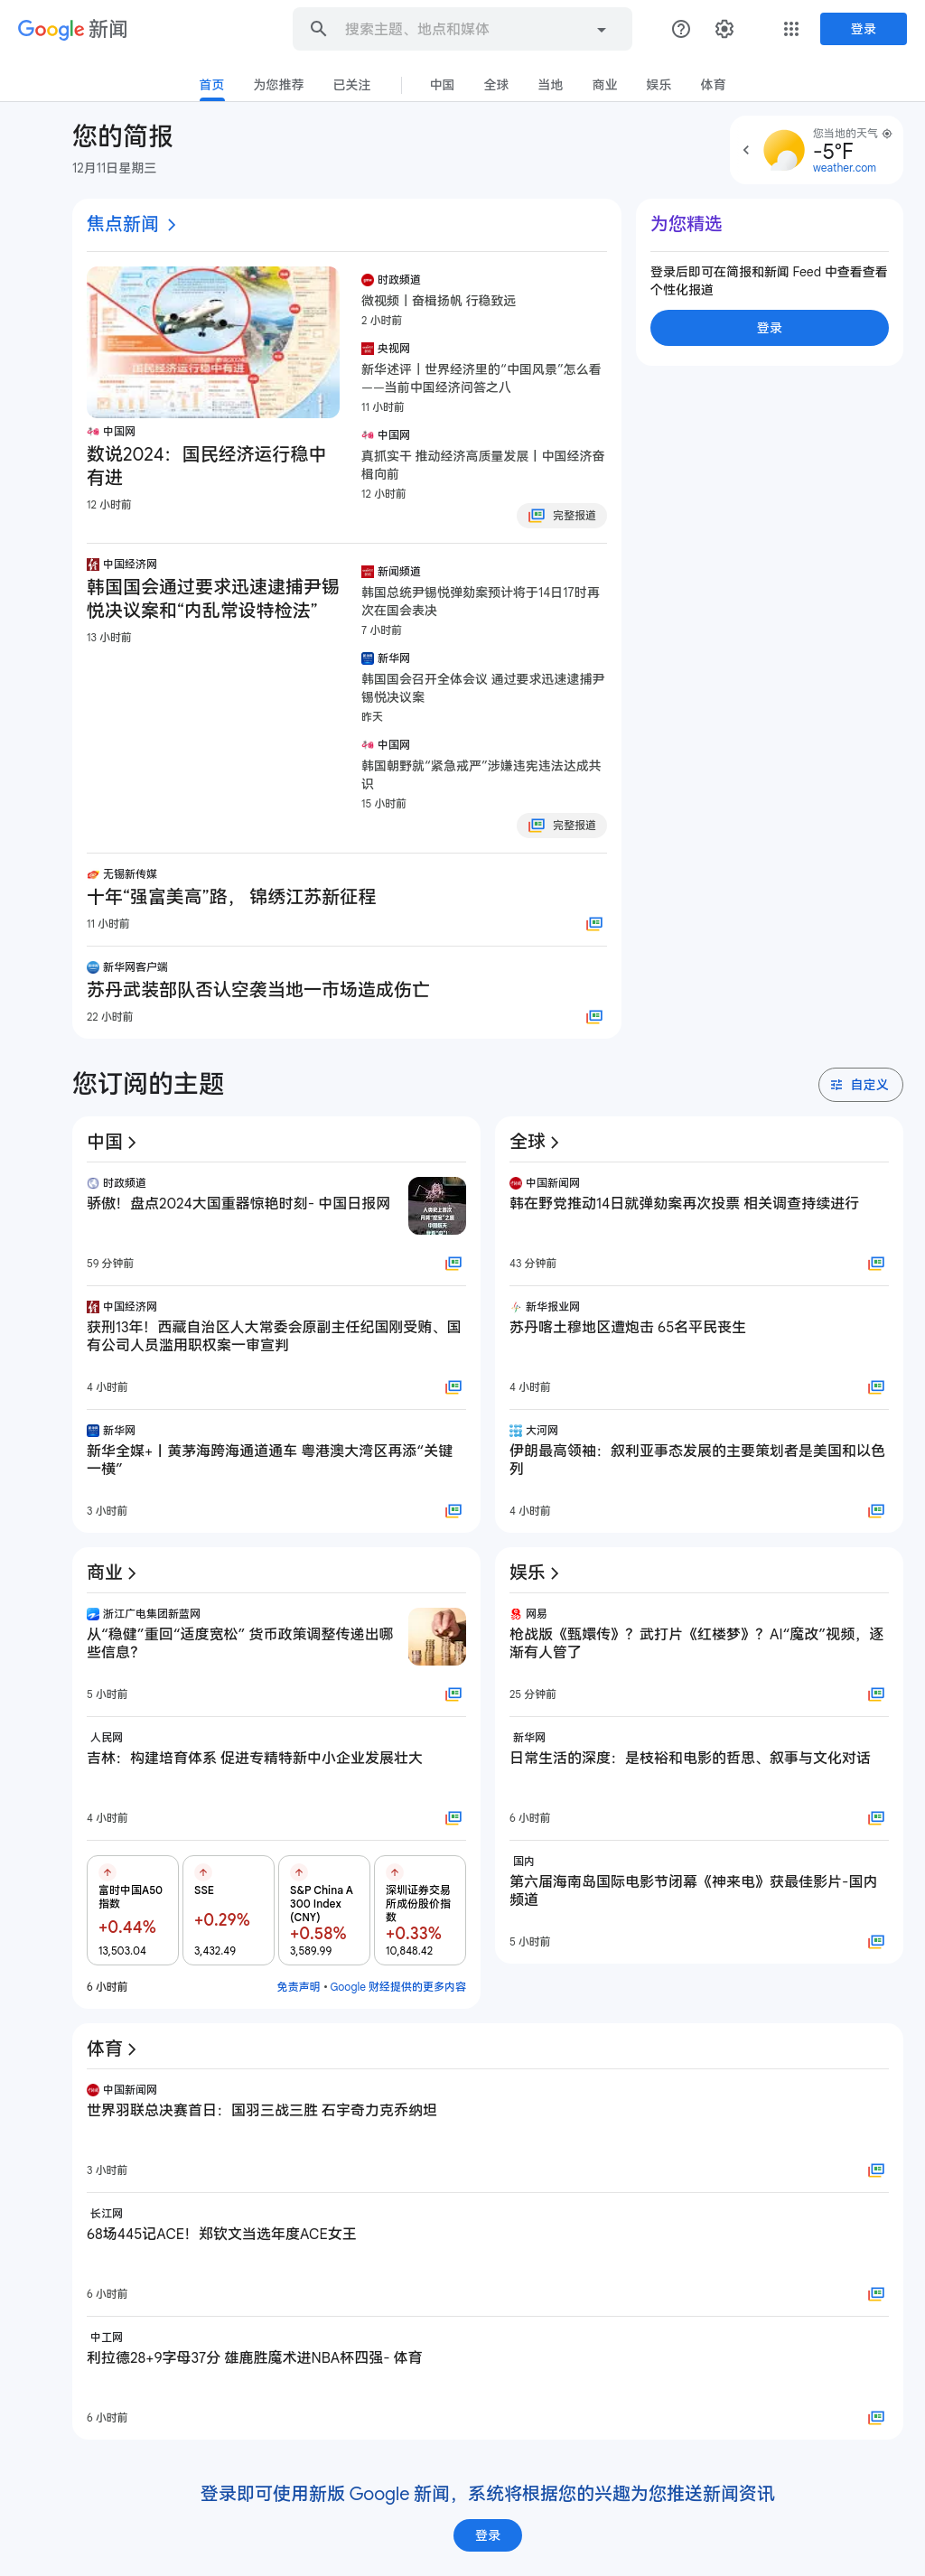 Google 新闻
搜索主题、地点和媒体
登录
首页
为您推荐
已关注
中国
全球
当地
商业
娱乐
体育
您的简报
12月11日星期三
您当地的天气
-5°F
weather.com
焦点新闻
国民经济运行稳中有进
中国网
数说2024：国民经济运行稳中
有进
12 小时前
时政频道
微视频丨奋楫扬帆 行稳致远
2 小时前
央视网
新华述评丨世界经济里的“中国风景”怎么看
——当前中国经济问答之八
11 小时前
中国网
真抓实干 推动经济高质量发展丨中国经济奋
楫向前
12 小时前
完整报道
为您精选
登录后即可在简报和新闻 Feed 中查看查看
个性化报道
登录
中国经济网
韩国国会通过要求迅速逮捕尹锡
悦决议案和“内乱常设特检法”
13 小时前
新闻频道
韩国总统尹锡悦弹劾案预计将于14日17时再
次在国会表决
7 小时前
新华网
韩国国会召开全体会议 通过要求迅速逮捕尹
锡悦决议案
昨天
中国网
韩国朝野就“紧急戒严”涉嫌违宪违法达成共
识
15 小时前
完整报道
无锡新传媒
十年“强富美高”路， 锦绣江苏新征程
11 小时前
新华网客户端
苏丹武装部队否认空袭当地一市场造成伤亡
22 小时前
您订阅的主题
自定义
中国
时政频道
骄傲！盘点2024大国重器惊艳时刻- 中国日报网
59 分钟前
中国经济网
获刑13年！西藏自治区人大常委会原副主任纪国刚受贿、国
有公司人员滥用职权案一审宣判
4 小时前
新华网
新华全媒+丨黄茅海跨海通道通车 粤港澳大湾区再添“关键
一横”
3 小时前
全球
中国新闻网
韩在野党推动14日就弹劾案再次投票 相关调查持续进行
43 分钟前
新华报业网
苏丹喀土穆地区遭炮击 65名平民丧生
4 小时前
大河网
伊朗最高领袖：叙利亚事态发展的主要策划者是美国和以色
列
4 小时前
商业
浙江广电集团新蓝网
从“稳健”重回“适度宽松” 货币政策调整传递出哪
些信息？
5 小时前
人民网
吉林：构建培育体系 促进专精特新中小企业发展壮大
4 小时前
富时中国A50
指数
+0.44%
13,503.04
SSE
+0.29%
3,432.49
S&P China A
300 Index
(CNY)
+0.58%
3,589.99
深圳证券交易
所成份股价指
数
+0.33%
10,848.42
6 小时前
免责声明 • Google 财经提供的更多内容
娱乐
网易
枪战版《甄嬛传》？武打片《红楼梦》？AI“魔改”视频，逐
渐有人管了
25 分钟前
新华网
日常生活的深度：是枝裕和电影的哲思、叙事与文化对话
6 小时前
国内
第六届海南岛国际电影节闭幕《神来电》获最佳影片-国内
频道
5 小时前
体育
中国新闻网
世界羽联总决赛首日：国羽三战三胜 石宇奇力克乔纳坦
3 小时前
长江网
68场445记ACE！郑钦文当选年度ACE女王
6 小时前
中工网
利拉德28+9字母37分 雄鹿胜魔术进NBA杯四强- 体育
6 小时前
登录即可使用新版 Google 新闻，系统将根据您的兴趣为您推送新闻资讯
登录